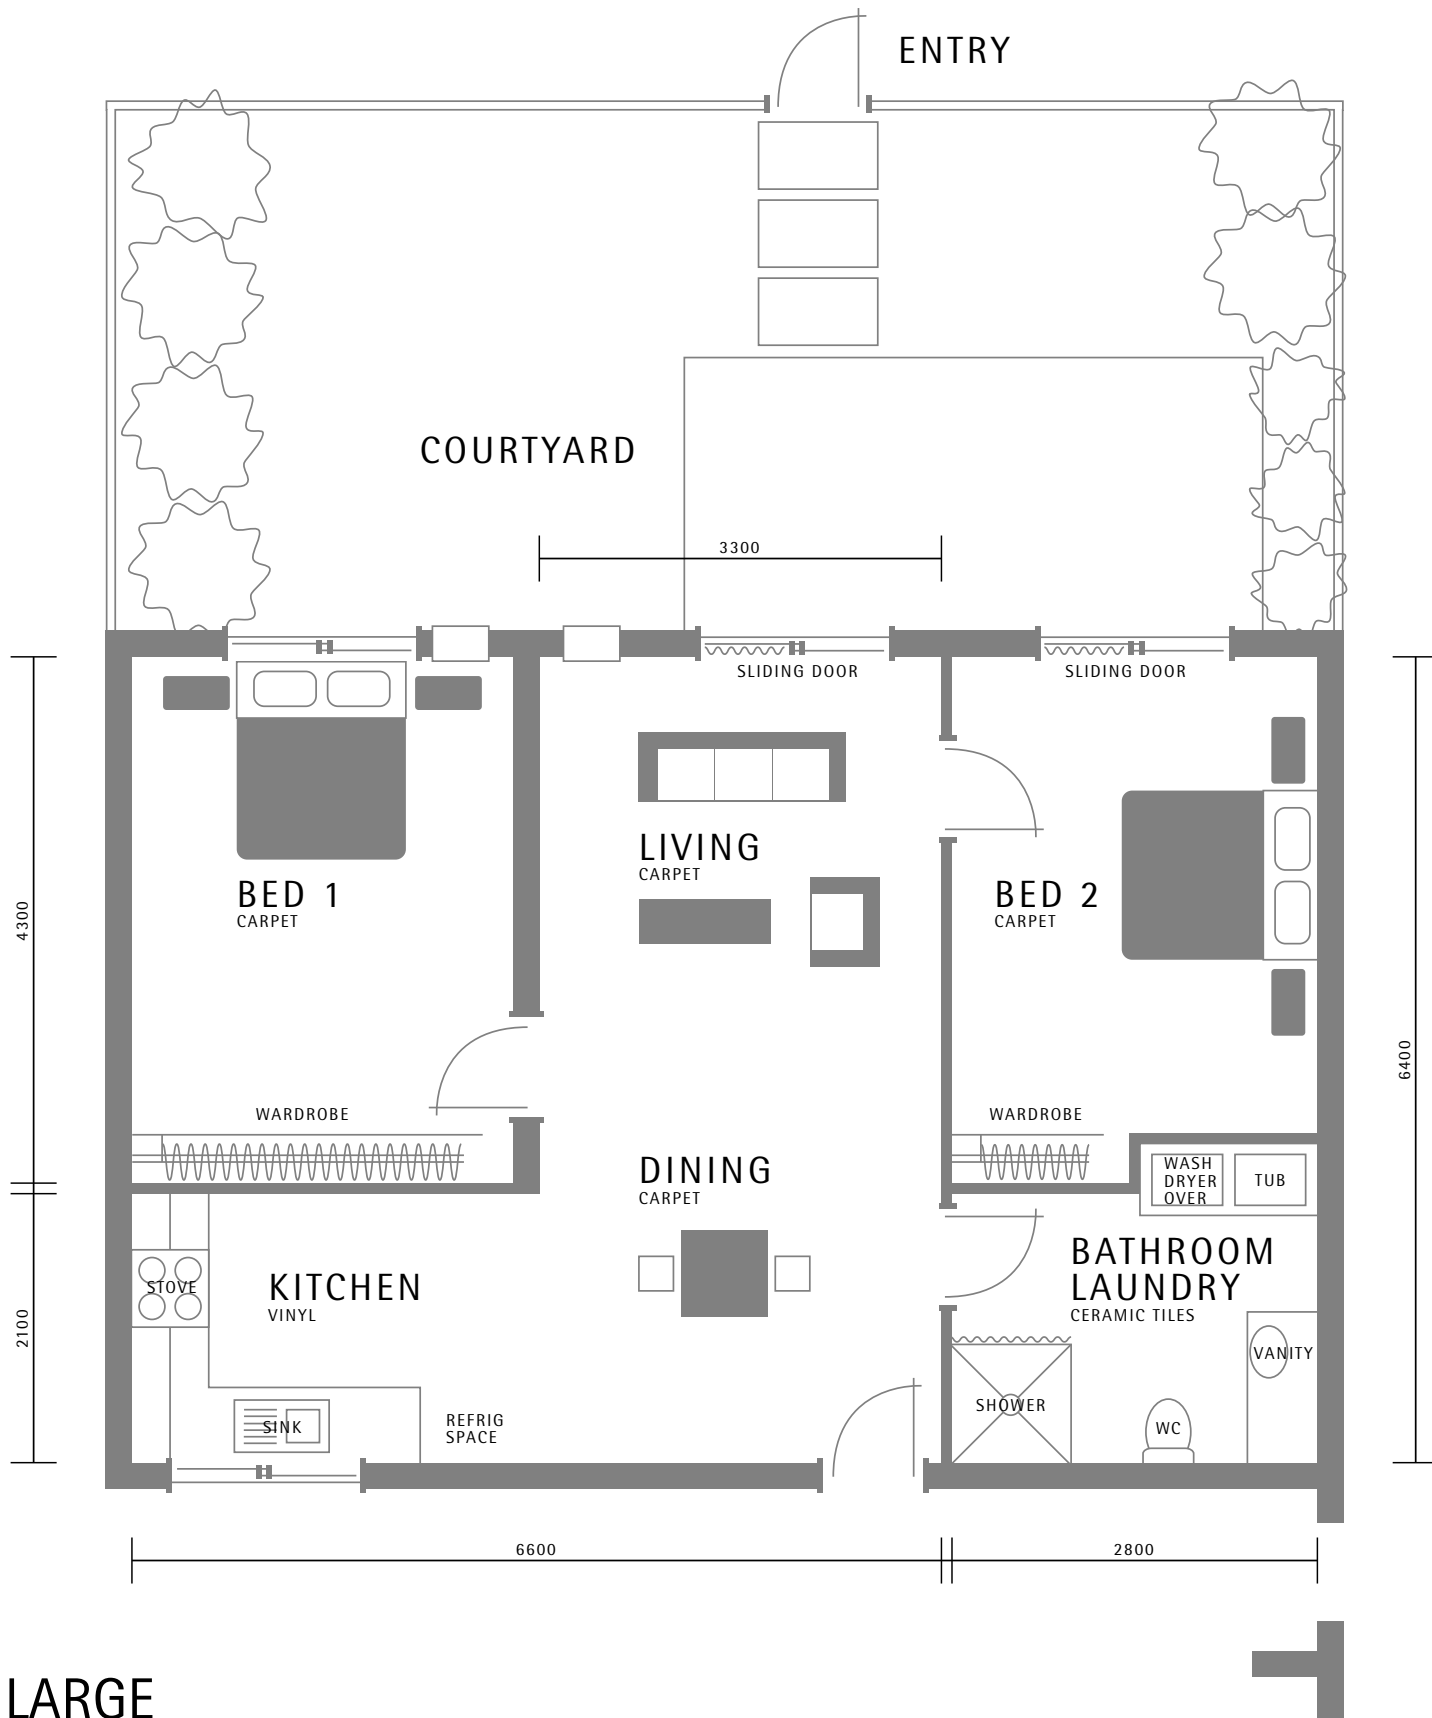 ENTRY
COURTYARD
3300
SLIDING DOOR
SLIDING DOOR
LIVING
CARPET
BED 1
CARPET
BED 2
CARPET
4300
6400
WARDROBE
WARDROBE
DINING
CARPET
WASH
DRYER
OVER
TUB
KITCHEN
VINYL
STOVE
BATHROOM
LAUNDRY
CERAMIC TILES
2100
VANITY
SHOWER
WC
SINK
REFRIG
SPACE
6600
2800
LARGE